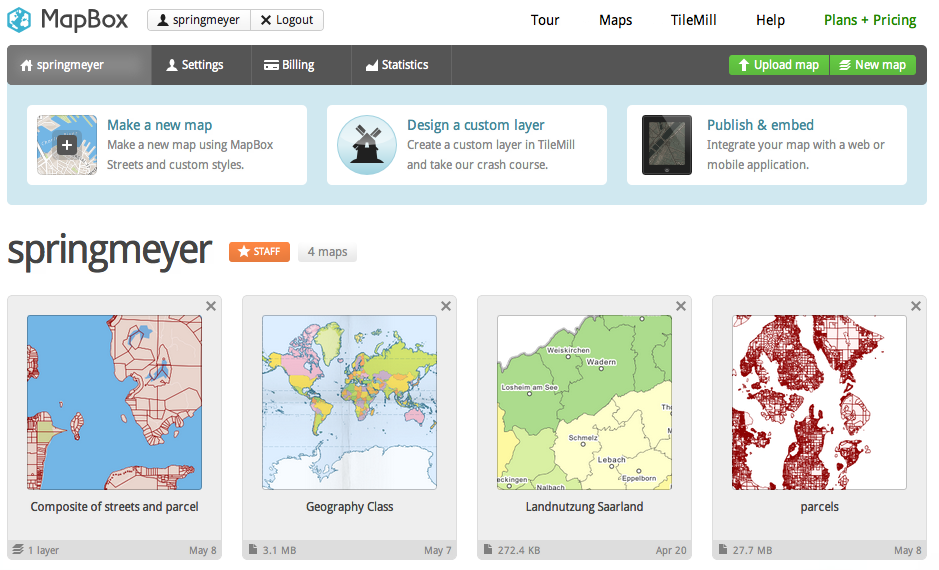 MapBox
springmeyer
Logout
Tour
Maps
TileMill
Help
Plans + Pricing
springmeyer
Settings
Billing
Statistics
Upload map
New map
Make a new map
Make a new map using MapBox
Streets and custom styles.
Design a custom layer
Create a custom layer in TileMill
and take our crash course.
Publish & embed
Integrate your map with a web or
mobile application.
springmeyer
STAFF
4 maps
Weiskirchen
Wadern
Losheim am See
Th
Schmelz
M
Lebach
Eppelborn
eckingen
Nalbach
Composite of streets and parcel
Geography Class
Landnutzung Saarland
parcels
1 layer
May 8
3.1 MB
May 7
272.4 KB
Apr 20
27.7 MB
May 8